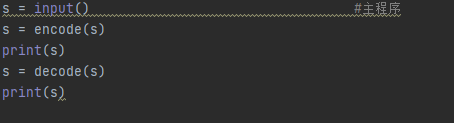 s = input() #主程序
s = encode(s)
print(s)
s = decode(s)
print(s)